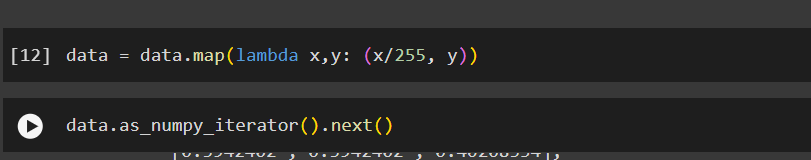 [12] data = data.map(lambda x,y: (x/255, y))
data.as_numpy_iterator().next()